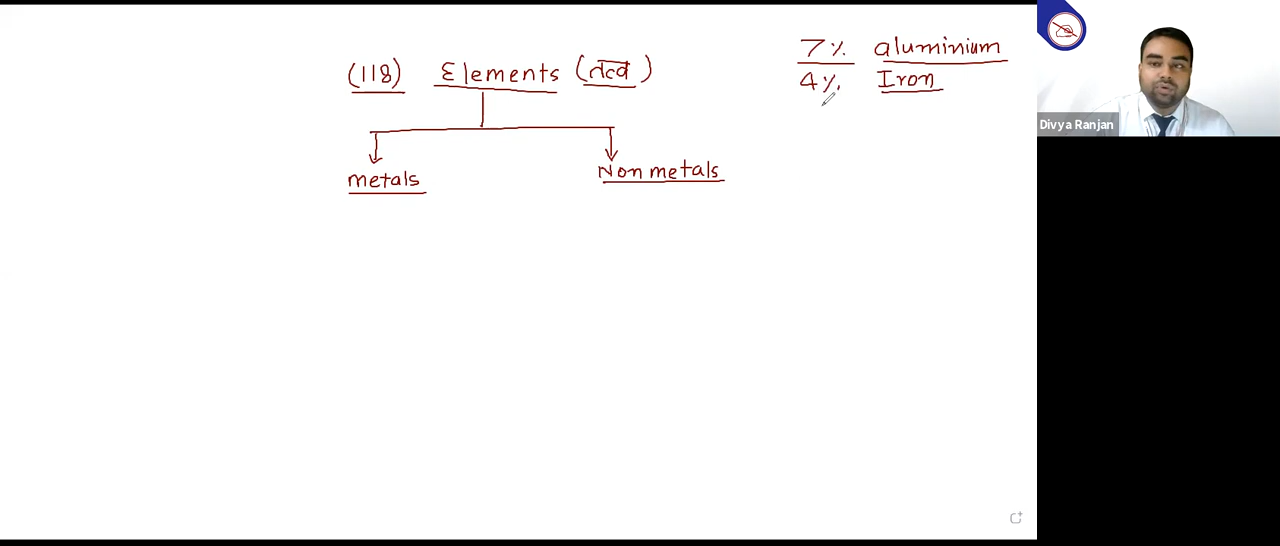 (118) Elements (तत्व)
Metals
Non metals
7% aluminium
4% Iron
Divya Ranjan